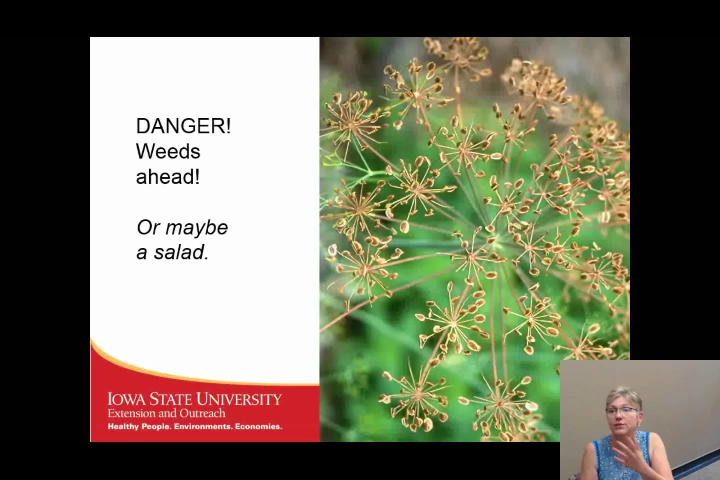 DANGER!
Weeds
ahead!
Or maybe
a salad.
IOWA STATE UNIVERSITY
Extension and Outreach
Healthy People. Environments. Economies.